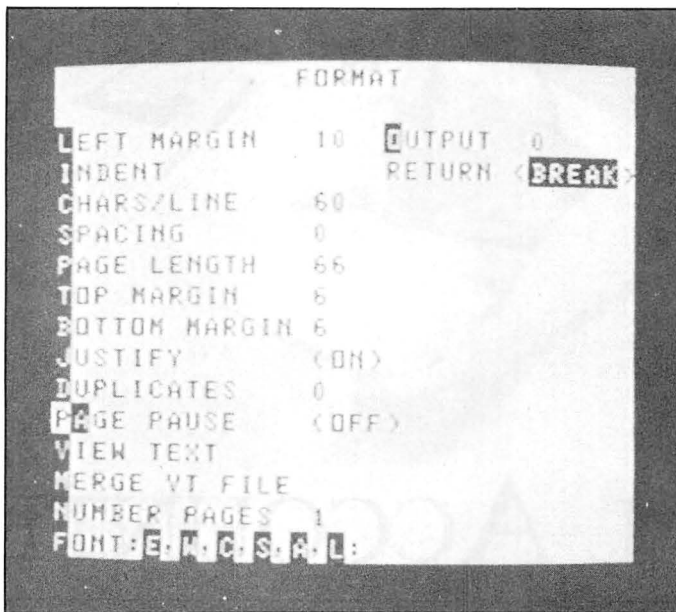 FORMAT
LEFT MARGIN 10 OUTPUT 0
INDENT RETURN <BREAK>
CHARS/LINE 60
SPACING 0
PAGE LENGTH 66
TOP MARGIN 6
BOTTOM MARGIN 6
JUSTIFY <ON>
DUPLICATES 0
PAGE PAUSE <OFF>
VIEW TEXT
MERGE VT FILE
NUMBER PAGES 1
FONT:E,W,C,S,A,L: